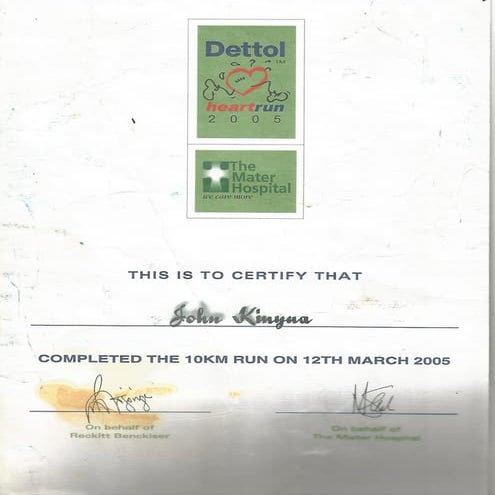 Dettol
TM
heartrun
2005
The
Mater
Hospital
we care more
THIS IS TO CERTIFY THAT
John Kinyua
COMPLETED THE 10KM RUN ON 12TH MARCH 2005
On behalf of
Reckitt Benckiser
On behalf of
The Mater Hospital